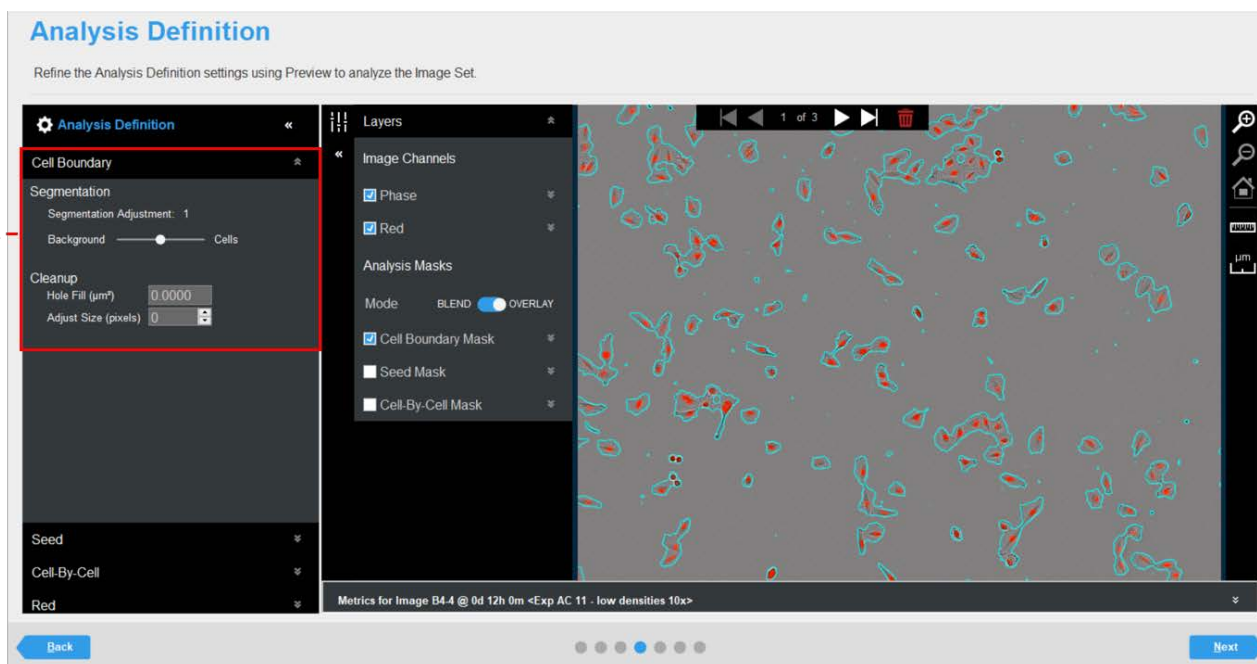 Analysis Definition
Refine the Analysis Definition settings using Preview to analyze the Image Set.
Analysis Definition
Cell Boundary
Segmentation
Segmentation Adjustment: 1
Background Cells
Cleanup
Hole Fill (µm²) 0.0000
Adjust Size (pixels) 0
Seed
Cell-By-Cell
Red
Layers
Image Channels
Phase
Red
Analysis Masks
Mode BLEND OVERLAY
Cell Boundary Mask
Seed Mask
Cell-By-Cell Mask
1 of 3
µm
Metrics for Image B4-4 @ 0d 12h 0m <Exp AC 11 - low densities 10x>
Back
Next